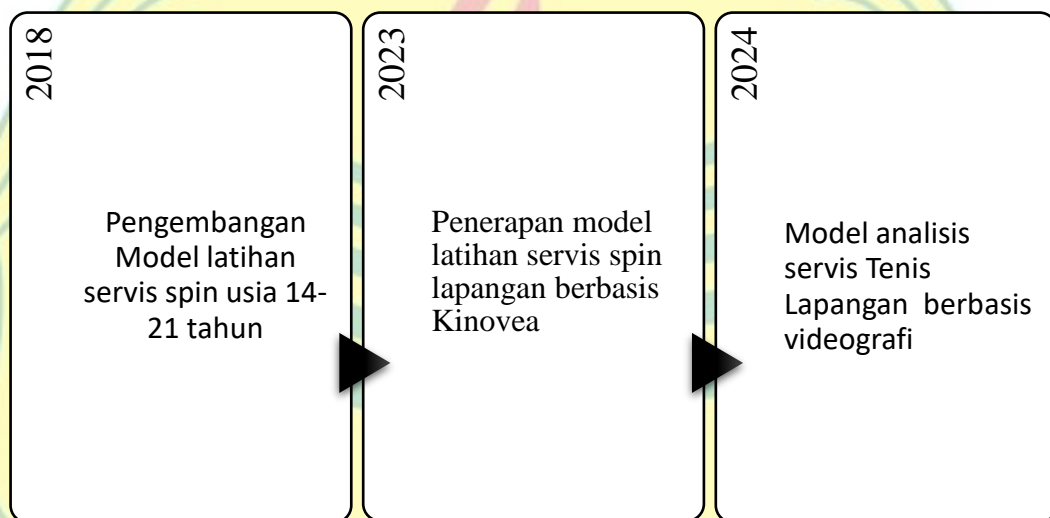 2018
Pengembangan
Model latihan
servis spin usia 14-
21 tahun
2023
Penerapan model
latihan servis spin
lapangan berbasis
Kinovea
2024
Model analisis
servis Tenis
Lapangan berbasis
videografi